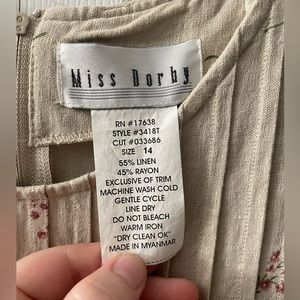 Miss Dorby
RN #17638
STYLE #3418T
CUT #033686
SIZE 14
55% LINEN
45% RAYON
EXCLUSIVE OF TRIM
MACHINE WASH COLD
GENTLE CYCLE
LINE DRY
DO NOT BLEACH
WARM IRON
"DRY CLEAN OK"
MADE IN MYANMAR